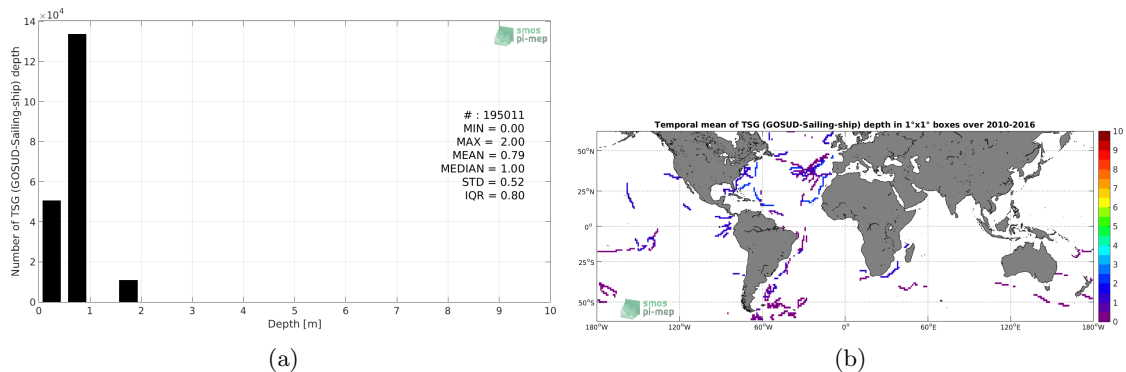 ×10⁴
14
12
10
8
6
4
2
0
Number of TSG (GOSUD-Sailing-ship) depth
smos
pi-mep
# : 195011
MIN = 0.00
MAX = 2.00
MEAN = 0.79
MEDIAN = 1.00
STD = 0.52
IQR = 0.80
0 1 2 3 4 5 6 7 8 9 10
Depth [m]
(a)
Temporal mean of TSG (GOSUD-Sailing-ship) depth in 1°x1° boxes over 2010-2016
50°N
25°N
0°
25°S
50°S
smos
pi-mep
180°W 120°W 60°W 0° 60°E 120°E 180°W
10
9
8
7
6
5
4
3
2
1
0
(b)